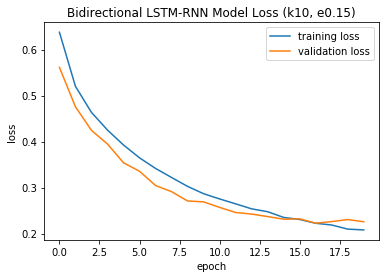 Bidirectional LSTM-RNN Model Loss (k10, e0.15)
training loss
validation loss
loss
0.6
0.5
0.4
0.3
0.2
0.0 2.5 5.0 7.5 10.0 12.5 15.0 17.5
epoch